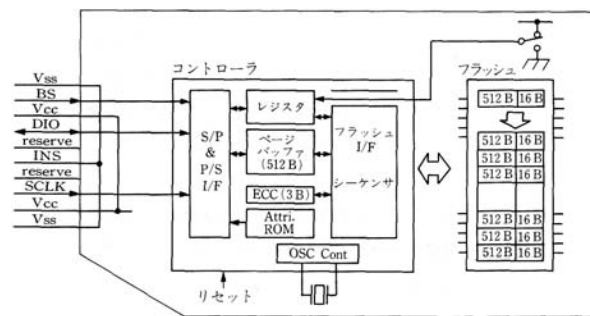 コントローラ
フラッシュ
Vss
BS
Vcc
DIO
reserve
INS
reserve
SCLK
Vcc
Vss
S/P
&
P/S
I/F
レジスタ
ページ
バッファ
(512 B)
ECC(3 B)
Attri.
ROM
フラッシュ
I/F
シーケンサ
OSC Cont
リセット
512 B 16 B
512 B 16 B
512 B 16 B
512 B 16 B
512 B 16 B
512 B 16 B
512 B 16 B